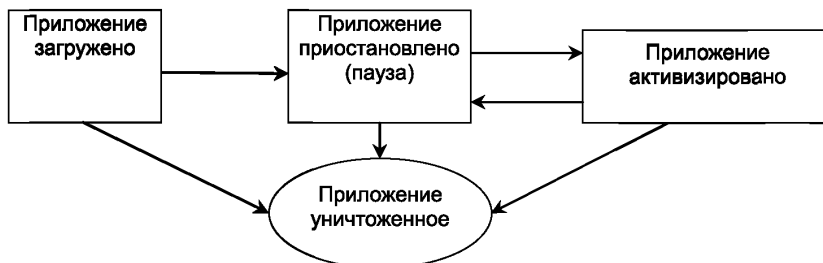 Приложение
загружено
Приложение
приостановлено
(пауза)
Приложение
активизировано
Приложение
уничтоженное